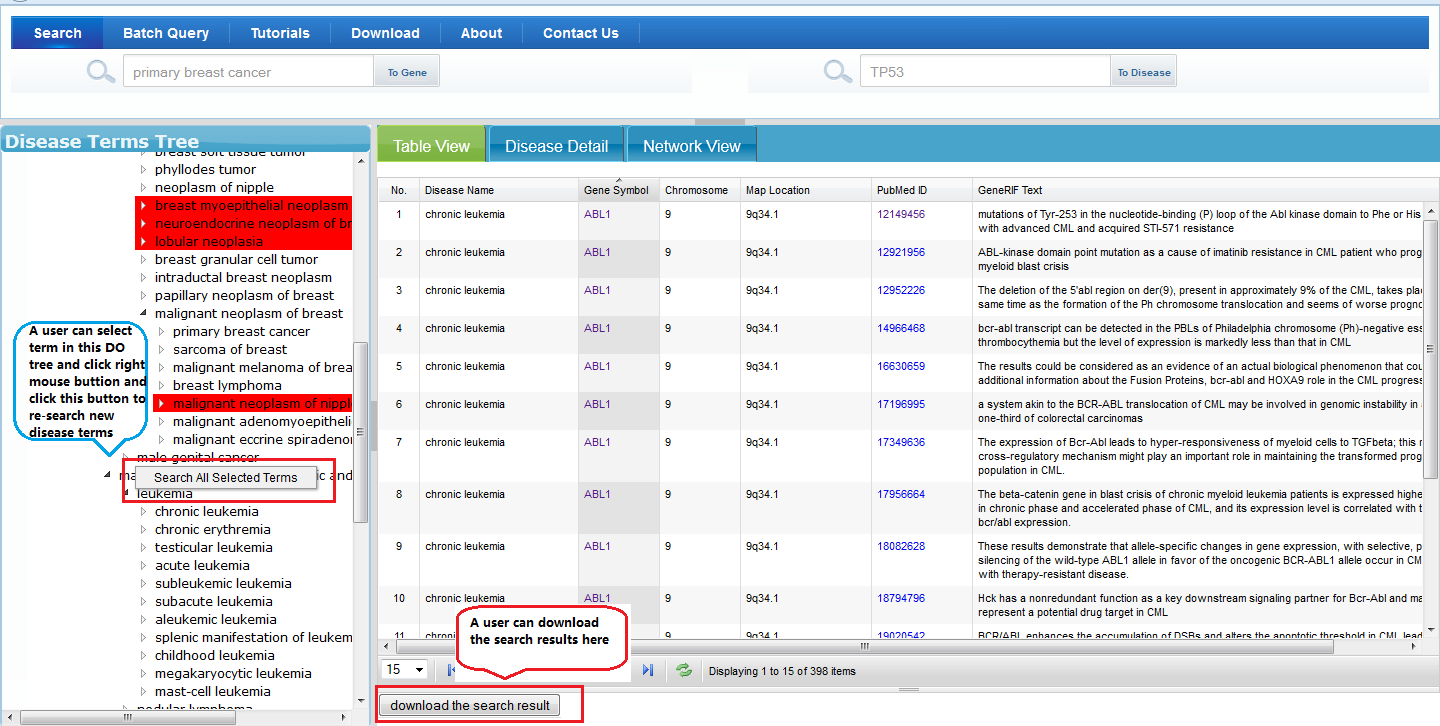 Search Batch Query Tutorials Download About Contact Us
primary breast cancer To Gene TP53 To Disease
Disease Terms Tree
breast soft tissue tumor
phyllodes tumor
neoplasm of nipple
breast myoepithelial neoplasm
neuroendocrine neoplasm of br
lobular neoplasia
breast granular cell tumor
intraductal breast neoplasm
papillary neoplasm of breast
malignant neoplasm of breast
primary breast cancer
sarcoma of breast
malignant melanoma of brea
breast lymphoma
malignant neoplasm of nipple
malignant adenomyoepitheli
malignant eccrine spiradenor
male genital cancer
ma ic and
leukemia
chronic leukemia
chronic erythremia
testicular leukemia
acute leukemia
subleukemic leukemia
subacute leukemia
aleukemic leukemia
splenic manifestation of leukem
childhood leukemia
megakaryocytic leukemia
mast-cell leukemia
nodular lymphoma
A user can select
term in this DO
tree and click right
mouse buttion and
click this button to
re-search new
disease terms
Search All Selected Terms
Table View Disease Detail Network View
No. Disease Name Gene Symbol Chromosome Map Location PubMed ID GeneRIF Text
1 chronic leukemia ABL1 9 9q34.1 12149456 mutations of Tyr-253 in the nucleotide-binding (P) loop of the Abl kinase domain to Phe or His
with advanced CML and acquired STI-571 resistance
2 chronic leukemia ABL1 9 9q34.1 12921956 ABL-kinase domain point mutation as a cause of imatinib resistance in CML patient who prog
myeloid blast crisis
3 chronic leukemia ABL1 9 9q34.1 12952226 The deletion of the 5'abl region on der(9), present in approximately 9% of the CML, takes plac
same time as the formation of the Ph chromosome translocation and seems of worse progno
4 chronic leukemia ABL1 9 9q34.1 14966468 bcr-abl transcript can be detected in the PBLs of Philadelphia chromosome (Ph)-negative ess
thrombocythemia but the level of expression is markedly less than that in CML
5 chronic leukemia ABL1 9 9q34.1 16630659 The results could be considered as an evidence of an actual biological phenomenon that cou
additional information about the Fusion Proteins, bcr-abl and HOXA9 role in the CML progress
6 chronic leukemia ABL1 9 9q34.1 17196995 a system akin to the BCR-ABL translocation of CML may be involved in genomic instability in
one-third of colorectal carcinomas
7 chronic leukemia ABL1 9 9q34.1 17349636 The expression of Bcr-Abl leads to hyper-responsiveness of myeloid cells to TGFbeta; this r
cross-regulatory mechanism might play an important role in maintaining the transformed prog
population in CML.
8 chronic leukemia ABL1 9 9q34.1 17956664 The beta-catenin gene in blast crisis of chronic myeloid leukemia patients is expressed highe
in chronic phase and accelerated phase of CML, and its expression level is correlated with t
bcr/abl expression.
9 chronic leukemia ABL1 9 9q34.1 18082628 These results demonstrate that allele-specific changes in gene expression, with selective, p
silencing of the wild-type ABL1 allele in favor of the oncogenic BCR-ABL1 allele occur in CM
with therapy-resistant disease.
10 chronic leukemia ABL1 9 9q34.1 18794796 Hck has a nonredundant function as a key downstream signaling partner for Bcr-Abl and ma
represent a potential drug target in CML
11 chroni 9 9q34.1 19020542 BCR/ABL enhances the accumulation of DSBs and alters the apoptotic threshold in CML lead
A user can download
the search results here
15 Displaying 1 to 15 of 398 items
download the search result